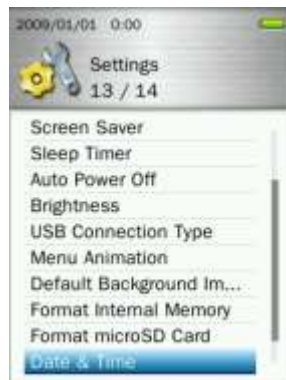 2009/01/01 0:00
Settings
13 / 14
Screen Saver
Sleep Timer
Auto Power Off
Brightness
USB Connection Type
Menu Animation
Default Background Im...
Format Internal Memory
Format microSD Card
Date & Time